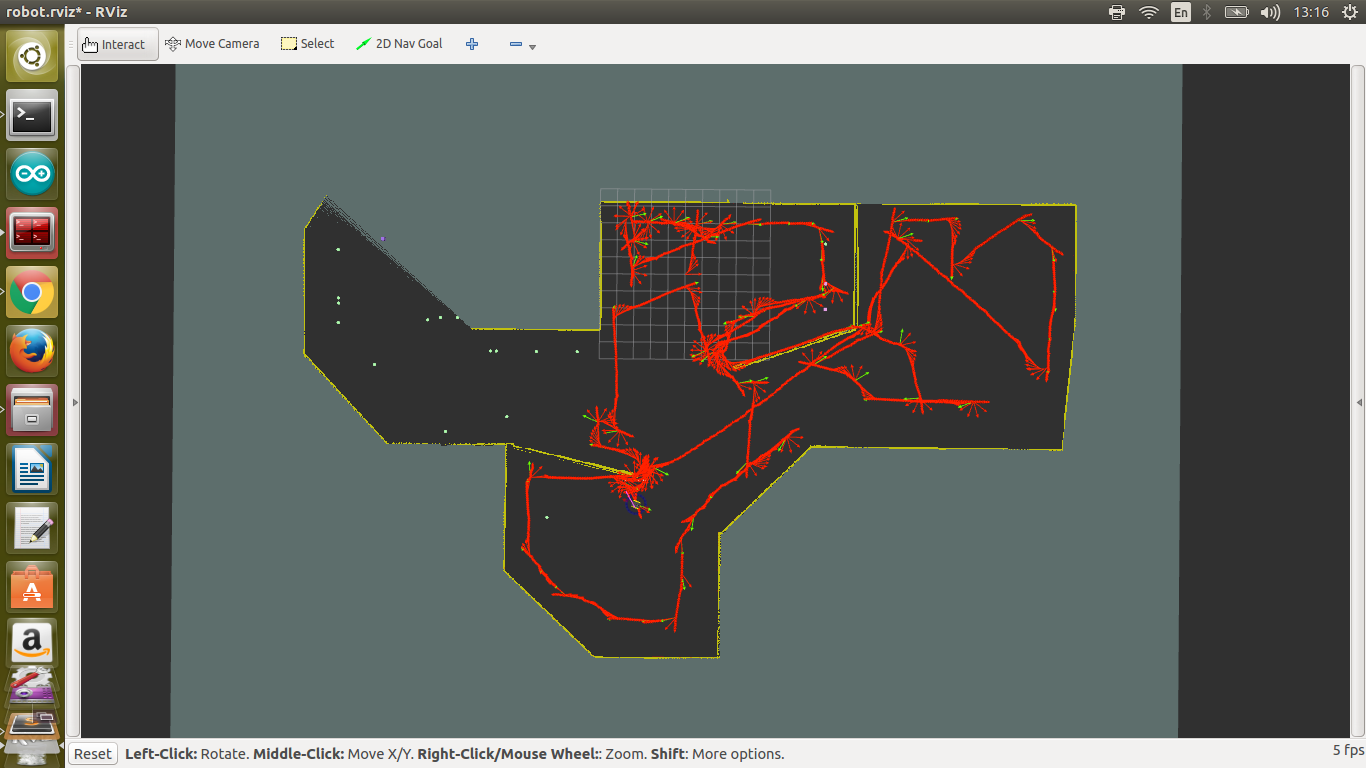 robot.rviz* - RViz
En
13:16
Interact
Move Camera
Select
2D Nav Goal
Reset
Left-Click: Rotate. Middle-Click: Move X/Y. Right-Click/Mouse Wheel:: Zoom. Shift: More options.
5 fps